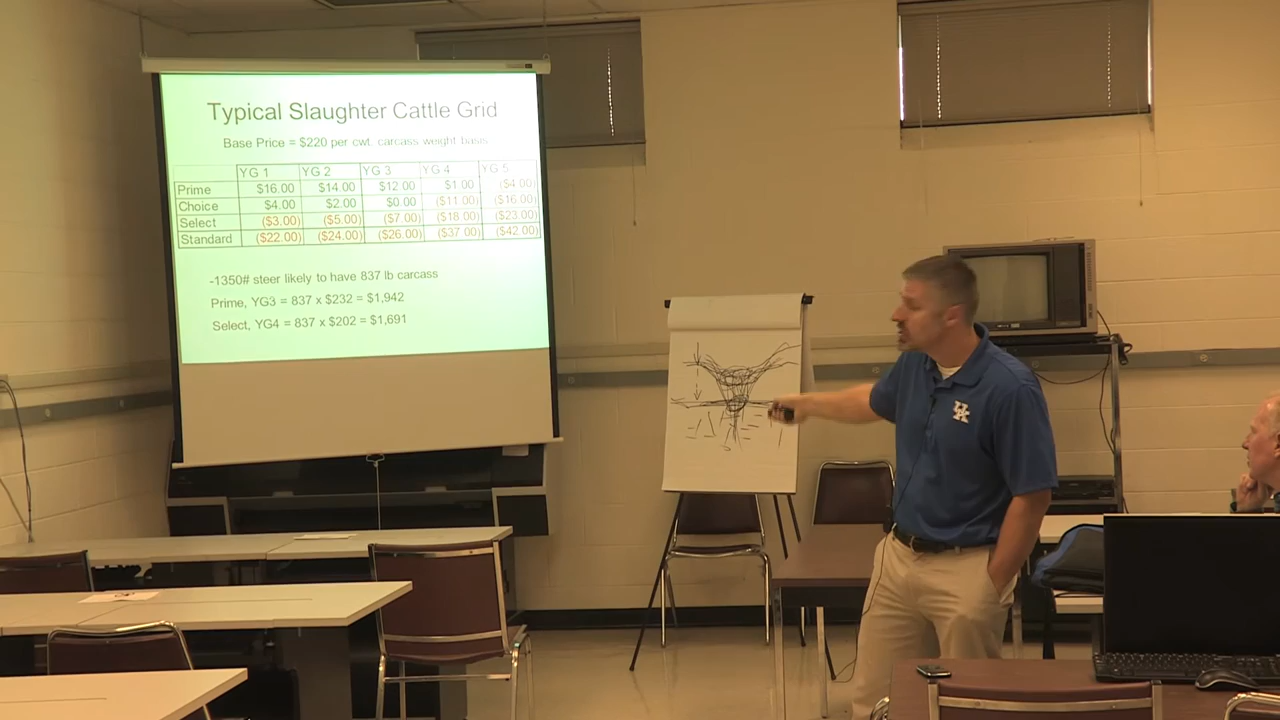 Typical Slaughter Cattle Grid
Base Price = $220 per cwt. carcass weight basis
YG 1 YG 2 YG 3 YG 4 YG 5
Prime $16.00 $14.00 $12.00 $1.00 ($4.00)
Choice $4.00 $2.00 $0.00 ($11.00) ($16.00)
Select ($3.00) ($5.00) ($7.00) ($18.00) ($23.00)
Standard ($22.00) ($24.00) ($26.00) ($37.00) ($42.00)
-1350# steer likely to have 837 lb carcass
Prime, YG3 = 837 x $232 = $1,942
Select, YG4 = 837 x $202 = $1,691
UK